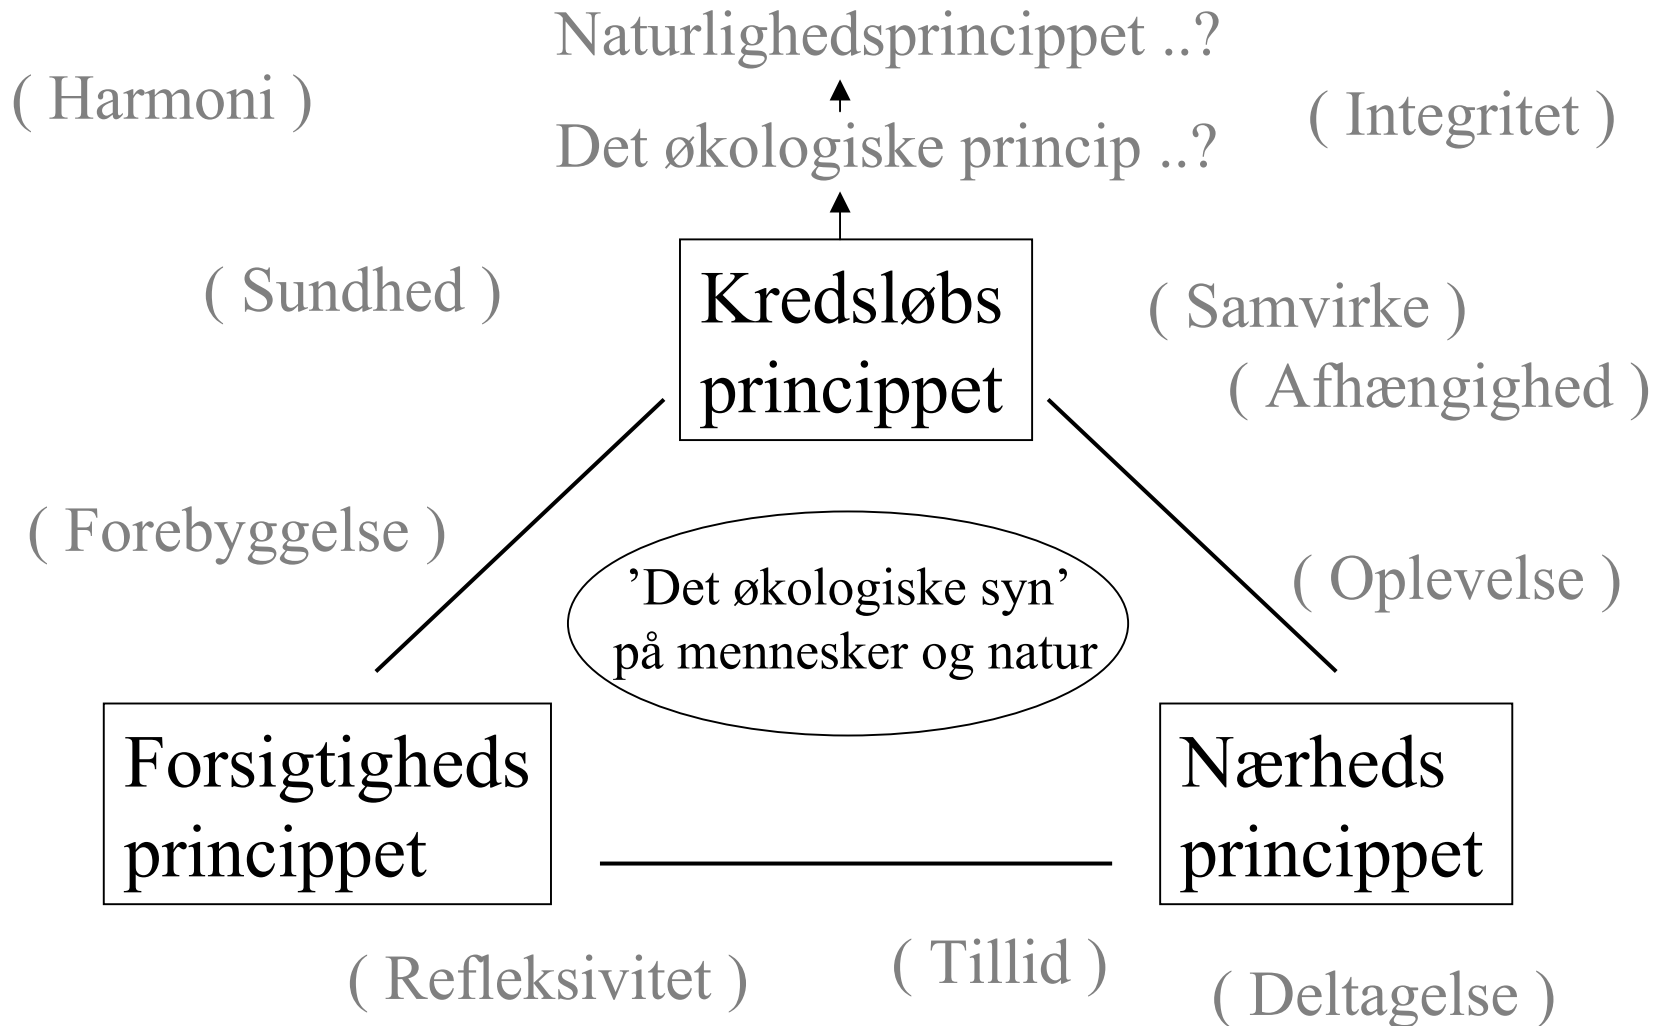 Naturlighedsprincippet ..?
( Harmoni )
( Integritet )
Det økologiske princip ..?
( Sundhed )
Kredsløbs
princippet
( Samvirke )
( Afhængighed )
( Forebyggelse )
’Det økologiske syn’
på mennesker og natur
( Oplevelse )
Forsigtigheds
princippet
Nærheds
princippet
( Refleksivitet )
( Tillid )
( Deltagelse )